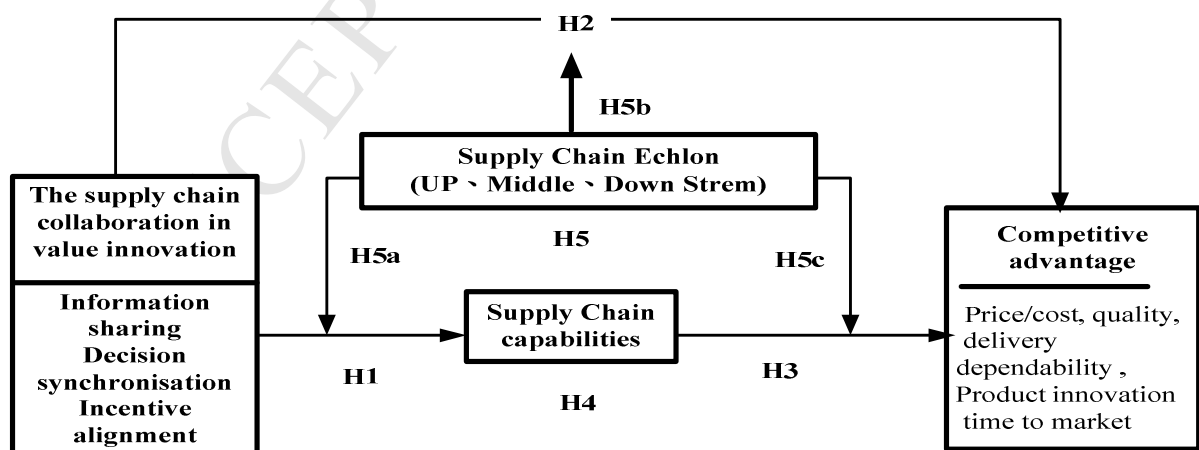 CEP
H2
H5b
Supply Chain Echlon
(UP、Middle、Down Strem)
The supply chain
collaboration in
value innovation
H5
H5a
H5c
Competitive
advantage
Information
sharing
Decision
synchronisation
Incentive
alignment
Supply Chain
capabilities
Price/cost, quality,
delivery
dependability ,
Product innovation
time to market
H1
H3
H4